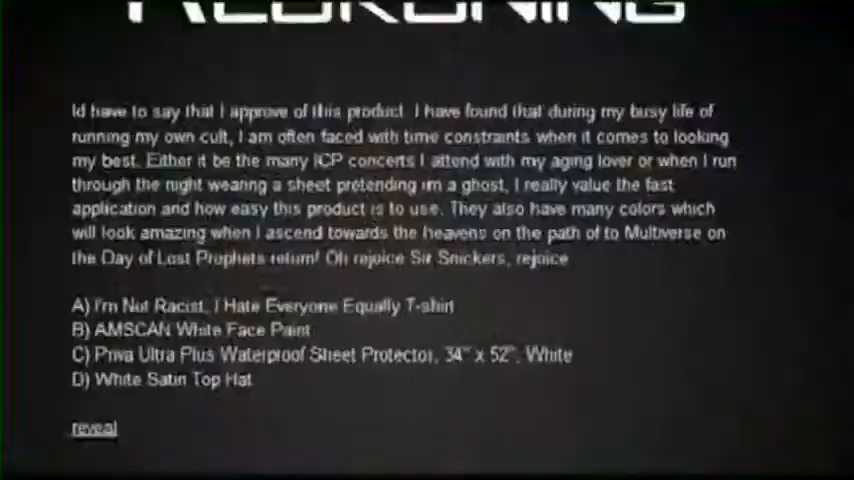 RECKONING
Id have to say that I approve of this product. I have found that during my busy life of
running my own cult, I am often faced with time constraints when it comes to looking
my best. Either it be the many ICP concerts I attend with my aging lover or when I run
through the night wearing a sheet pretending im a ghost, I really value the fast
application and how easy this product is to use. They also have many colors which
will look amazing when I ascend towards the heavens on the path of to Multiverse on
the Day of Lost Prophets return! Oh rejoice Sir Snickers, rejoice
A) I'm Not Racist, I Hate Everyone Equally T-shirt
B) AMSCAN White Face Paint
C) Priva Ultra Plus Waterproof Sheet Protector, 34" x 52", White
D) White Satin Top Hat
reveal